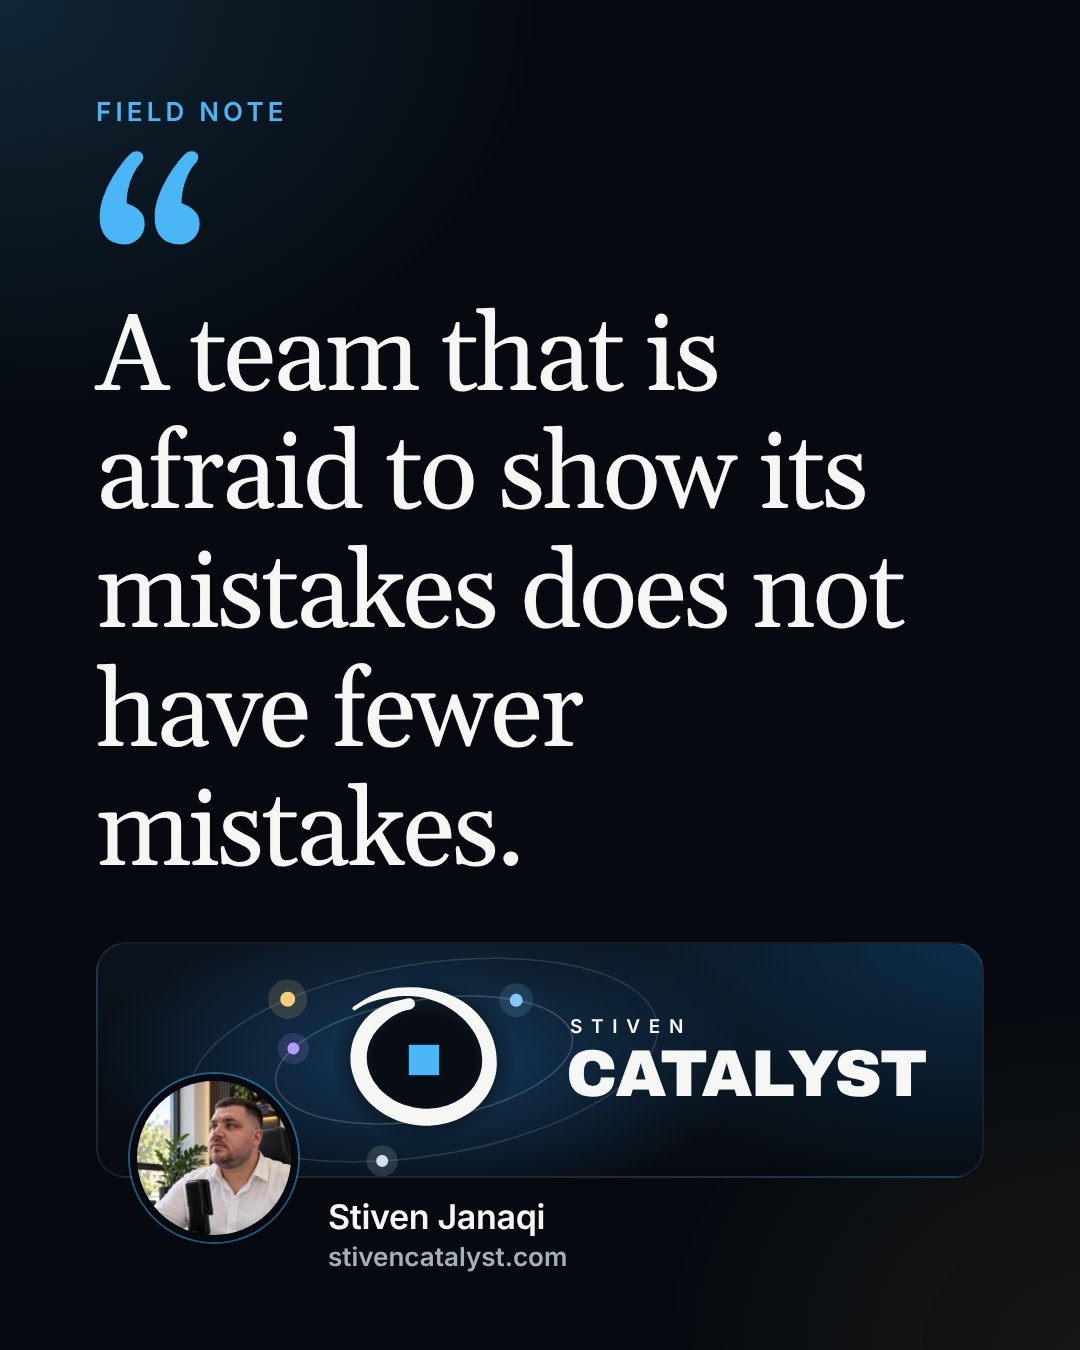 FIELD NOTE
“
A team that is
afraid to show its
mistakes does not
have fewer
mistakes.
STIVEN
CATALYST
Stiven Janaqi
stivencatalyst.com